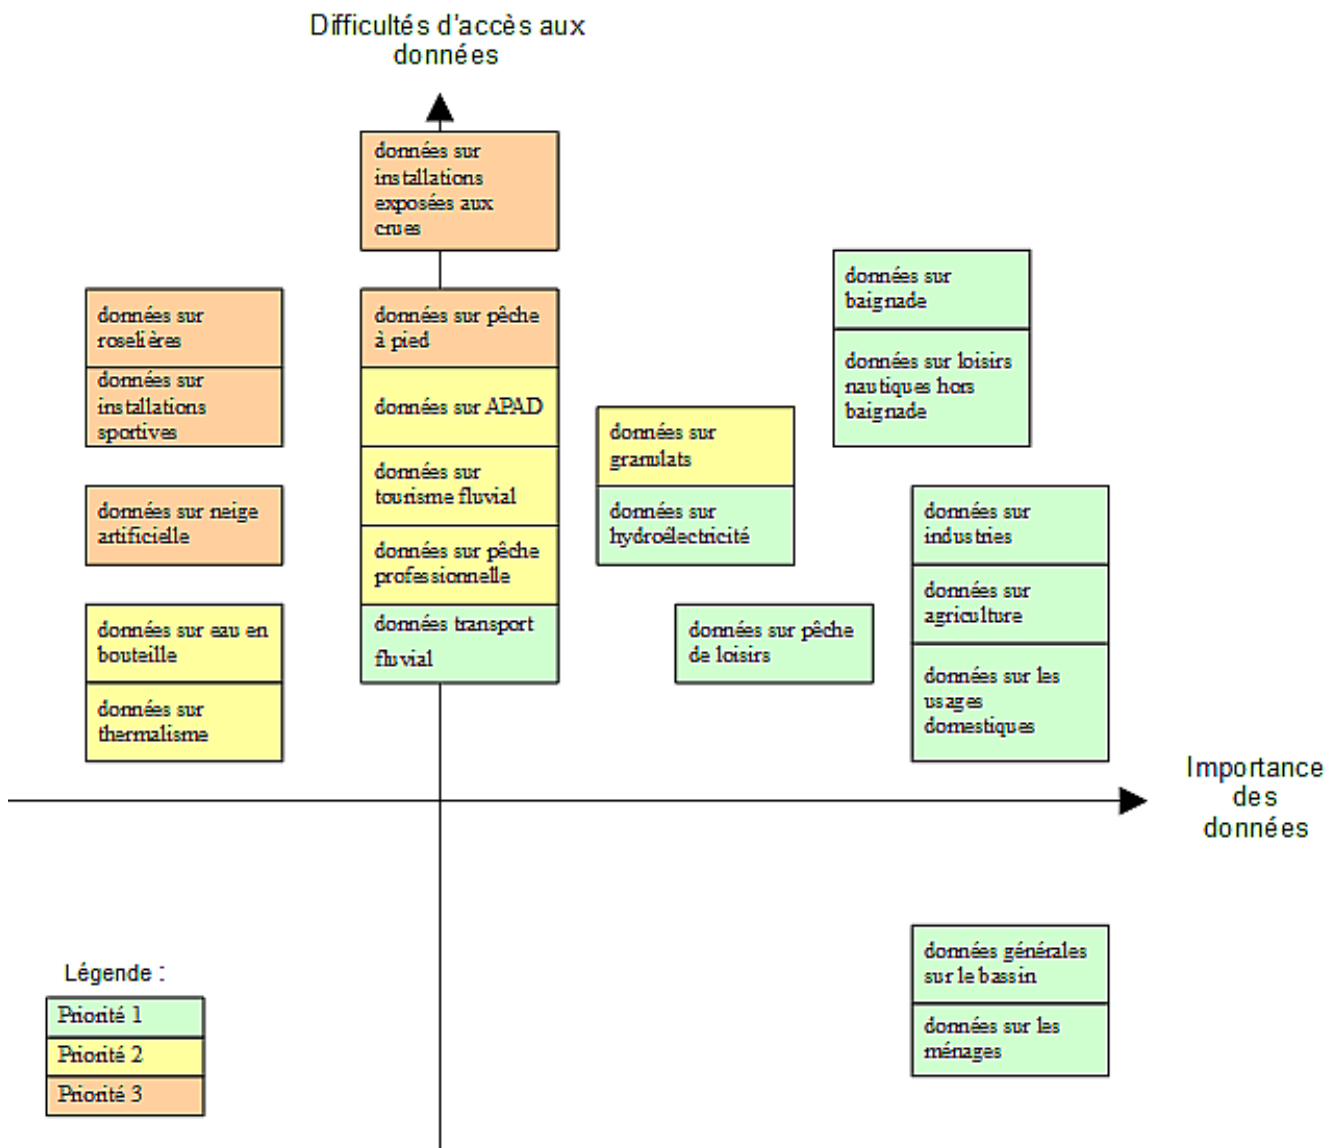 Difficultés d'accès aux
données
données sur
installations
exposées aux
crues
données sur
roselières
données sur
installations
sportives
données sur neige
artificielle
données sur eau en
bouteille
données sur
thermalisme
données sur pêche
à pied
données sur APAD
données sur
tourisme fluvial
données sur pêche
professionnelle
données transport
fluvial
données sur
granulats
données sur
hydroélectricité
données sur pêche
de loisirs
données sur
baignade
données sur loisirs
nautiques hors
baignade
données sur
industries
données sur
agriculture
données sur les
usages
domestiques
Importance
des
données
données générales
sur le bassin
données sur les
ménages
Légende :
Priorité 1
Priorité 2
Priorité 3